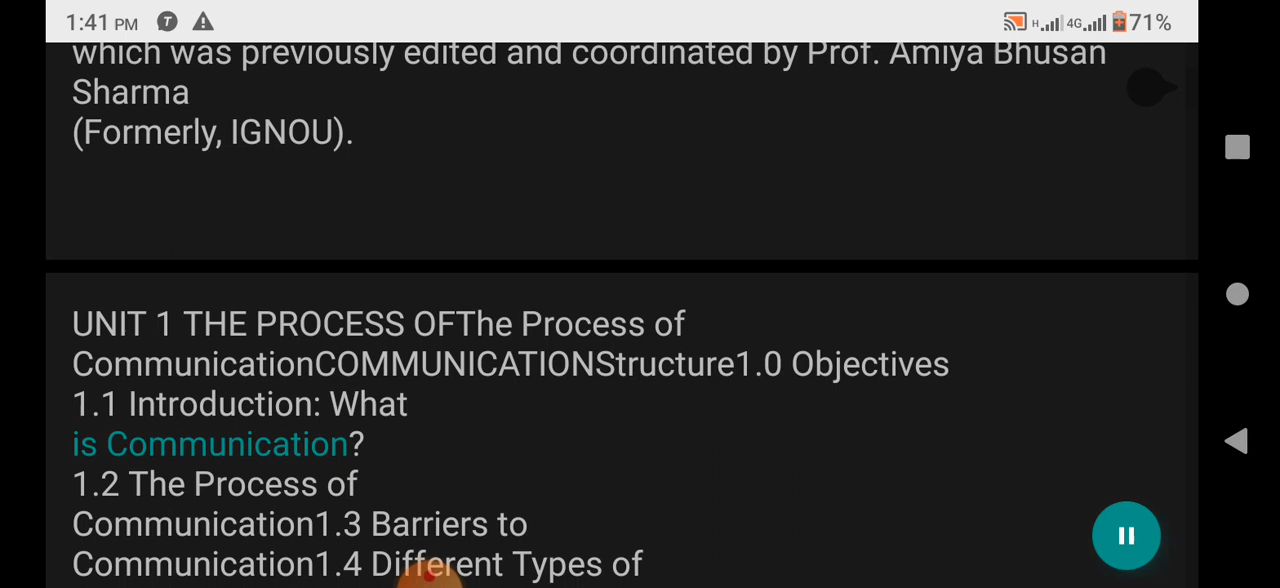 1:41 PM
H 4G 71%
which was previously edited and coordinated by Prof. Amiya Bhusan
Sharma
(Formerly, IGNOU).
UNIT 1 THE PROCESS OFThe Process of
CommunicationCOMMUNICATIONStructure1.0 Objectives
1.1 Introduction: What
is Communication?
1.2 The Process of
Communication1.3 Barriers to
Communication1.4 Different Types of